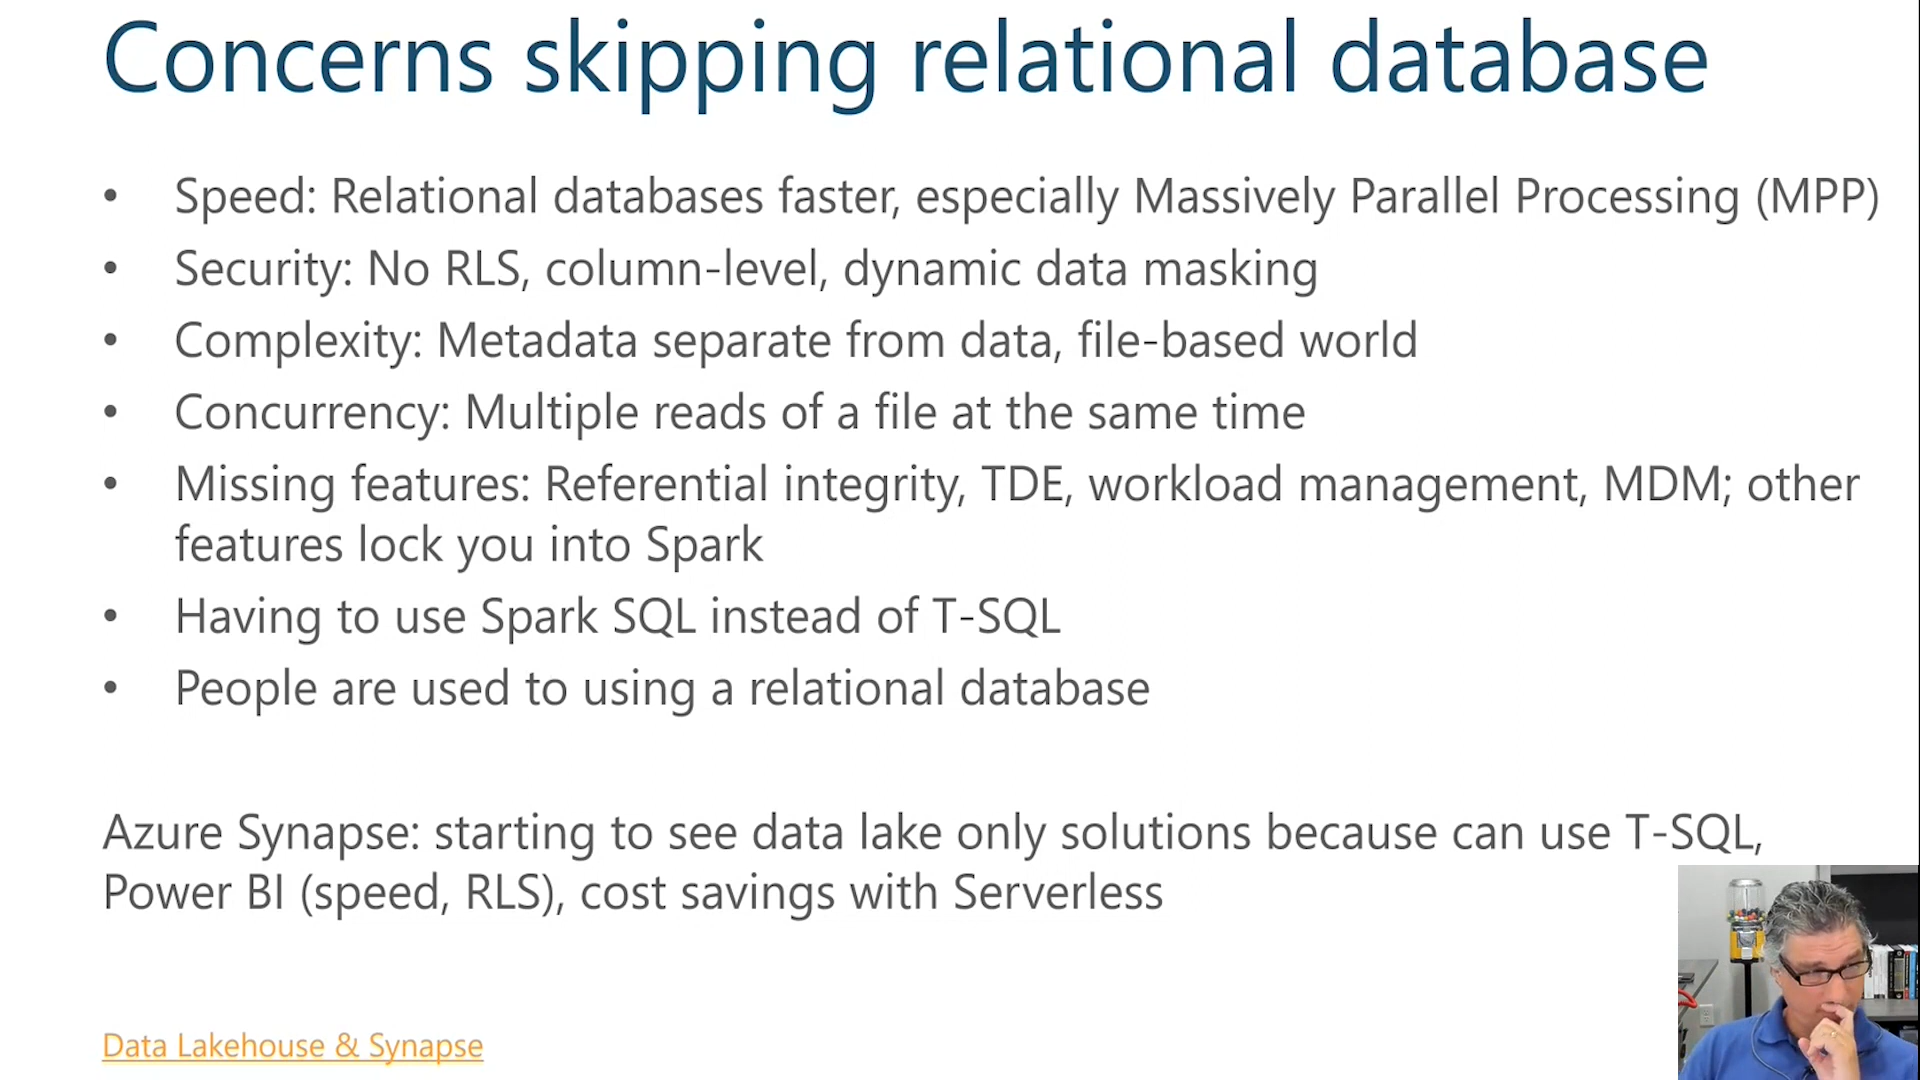 Concerns skipping relational database
• Speed: Relational databases faster, especially Massively Parallel Processing (MPP)
• Security: No RLS, column-level, dynamic data masking
• Complexity: Metadata separate from data, file-based world
• Concurrency: Multiple reads of a file at the same time
• Missing features: Referential integrity, TDE, workload management, MDM; other
features lock you into Spark
• Having to use Spark SQL instead of T-SQL
• People are used to using a relational database
Azure Synapse: starting to see data lake only solutions because can use T-SQL,
Power BI (speed, RLS), cost savings with Serverless
Data Lakehouse & Synapse